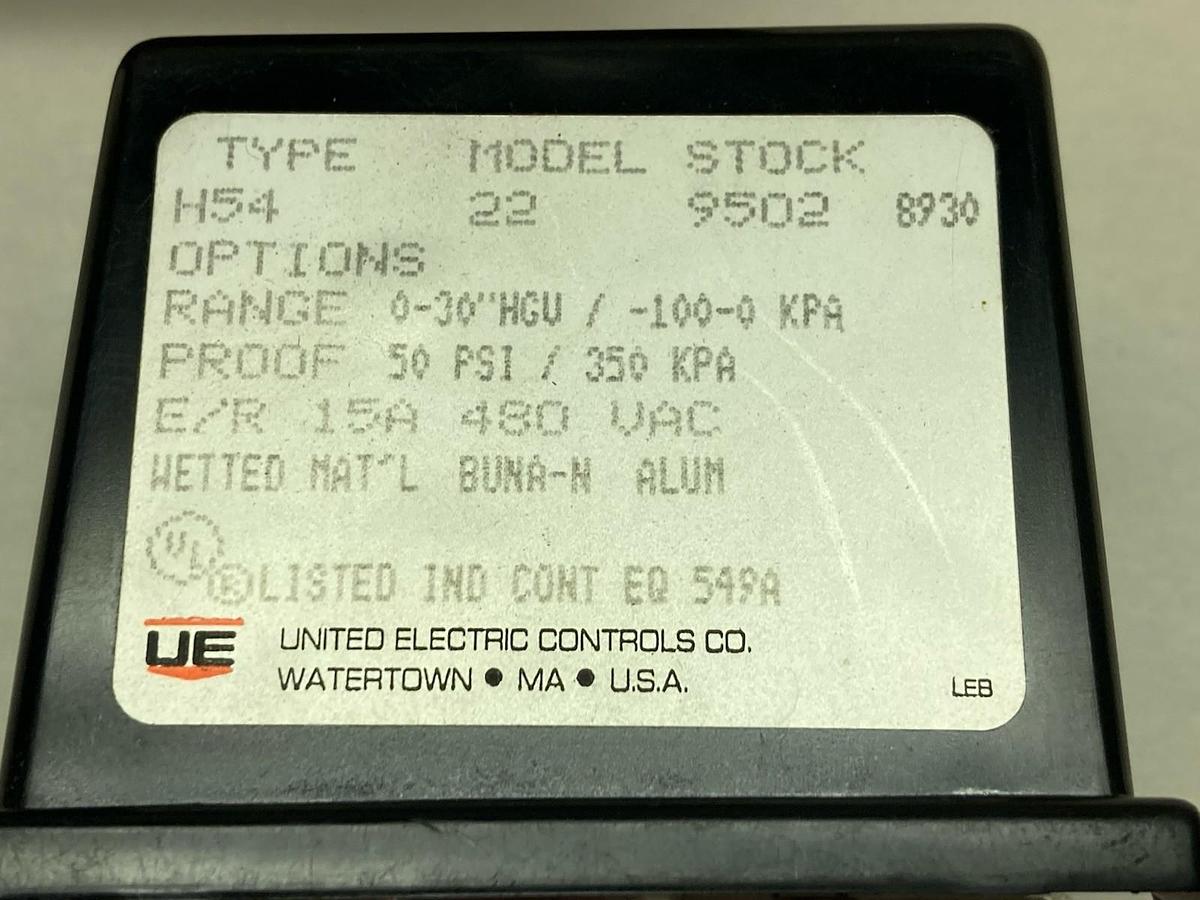 TYPE MODEL STOCK
H54 22 9502 8930
OPTIONS
RANGE 0-30"HGV / -100-0 KPA
PROOF 50 PSI / 350 KPA
E/R 15A 480 VAC
WETTED MAT'L BUNA-N ALUM
UL
® LISTED IND CONT EQ 549A
UE UNITED ELECTRIC CONTROLS CO.
WATERTOWN • MA • U.S.A.
LEB